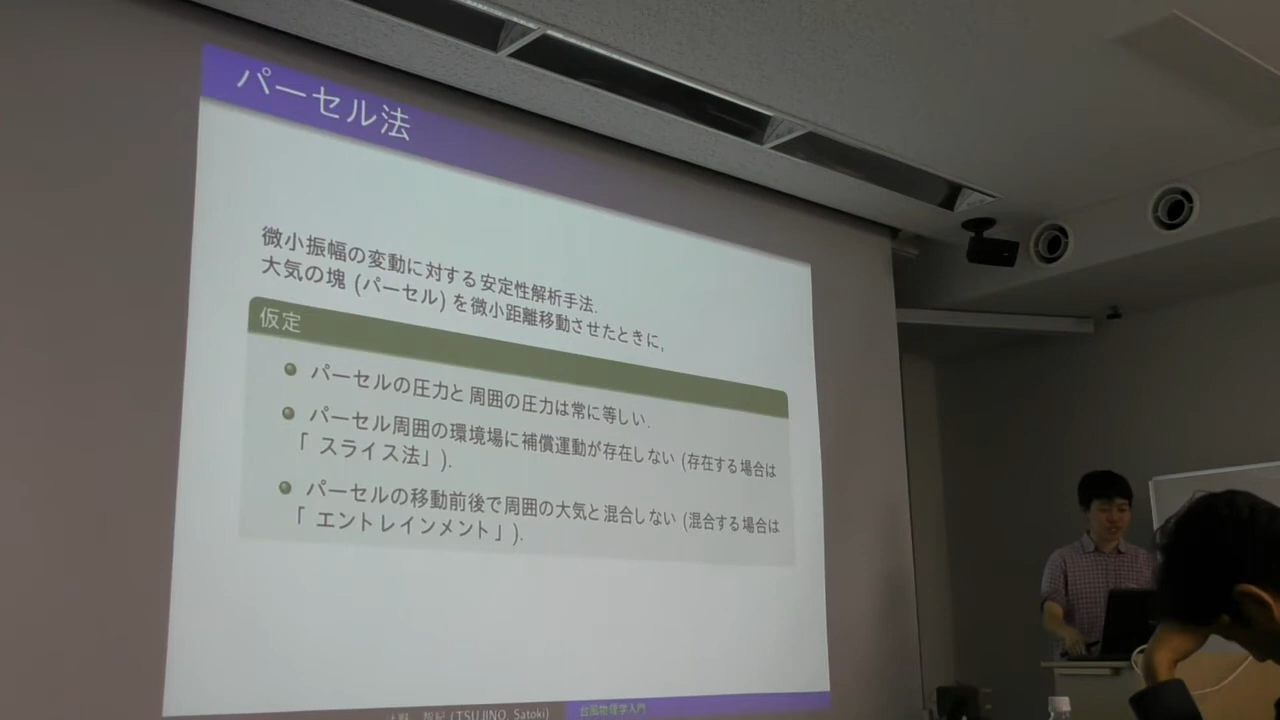 パーセル法
微小振幅の変動に対する安定性解析手法.
大気の塊 (パーセル) を微小距離移動させたときに,
仮定
パーセルの圧力と周囲の圧力は常に等しい.
パーセル周囲の環境場に補償運動が存在しない (存在する場合は
「スライス法」).
パーセルの移動前後で周囲の大気と混合しない (混合する場合は
「エントレインメント」).
(TSUJINO, Satoki)
台風物理学入門